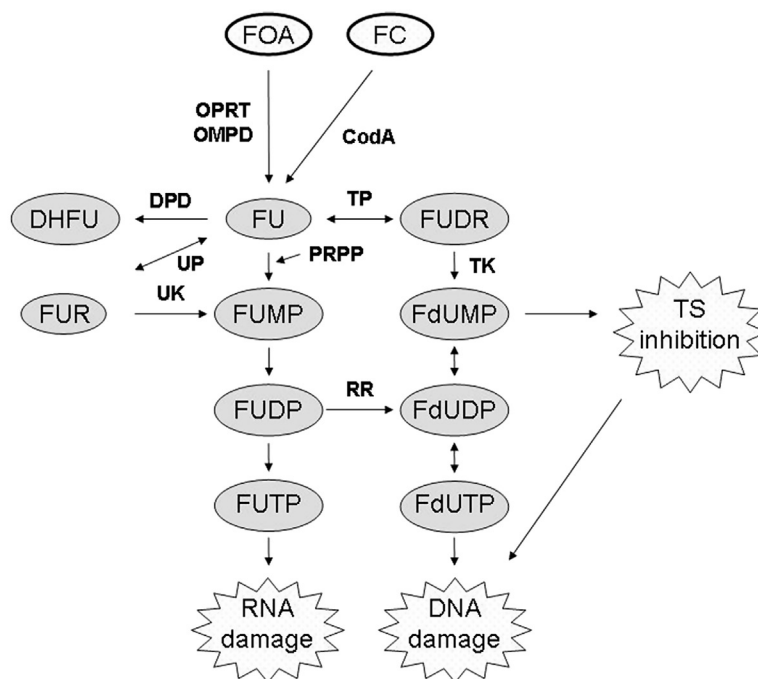 FOA
FC
OPRT
OMPD
CodA
DPD
TP
DHFU
FU
FUDR
UP
PRPP
TK
UK
FUR
FUMP
FdUMP
TS
inhibition
RR
FUDP
FdUDP
FUTP
FdUTP
RNA
damage
DNA
damage